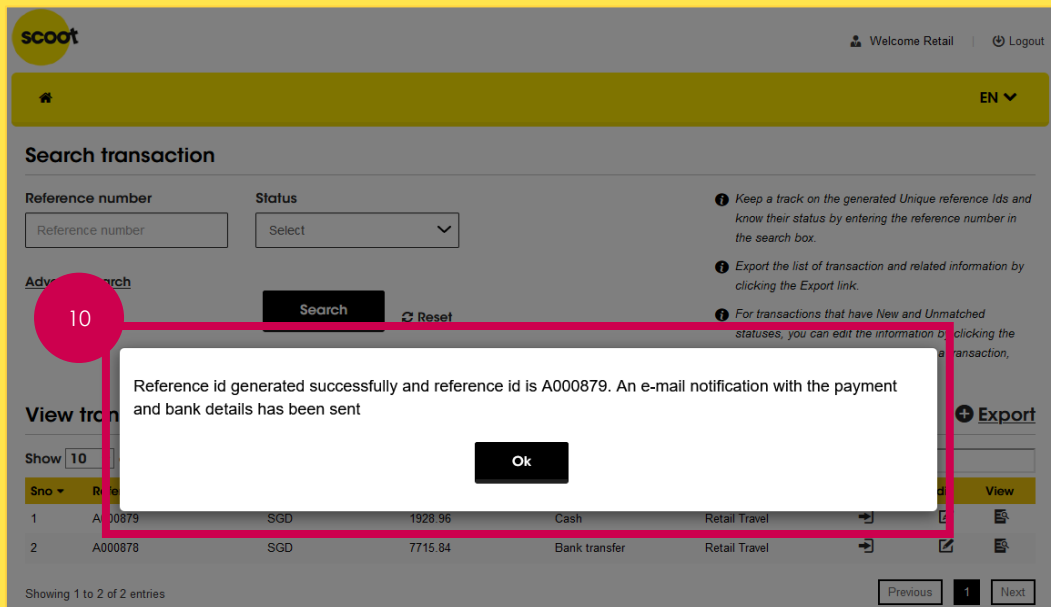 scoot
Welcome Retail
Logout
EN
Search transaction
Reference number
Status
Reference number
Select
Keep a track on the generated Unique reference Ids and
know their status by entering the reference number in
the search box.
Export the list of transaction and related information by
clicking the Export link.
Search
10
Search
Reset
For transactions that have New and Unmatched
statuses, you can edit the information by clicking the
a transaction,
Reference id generated successfully and reference id is A000879. An e-mail notification with the payment
and bank details has been sent
Ok
View
Export
Show 10
Sno
View
1 A000879 SGD 1928.96 Cash Retail Travel
2 A000878 SGD 7715.84 Bank transfer Retail Travel
Showing 1 to 2 of 2 entries
Previous 1 Next